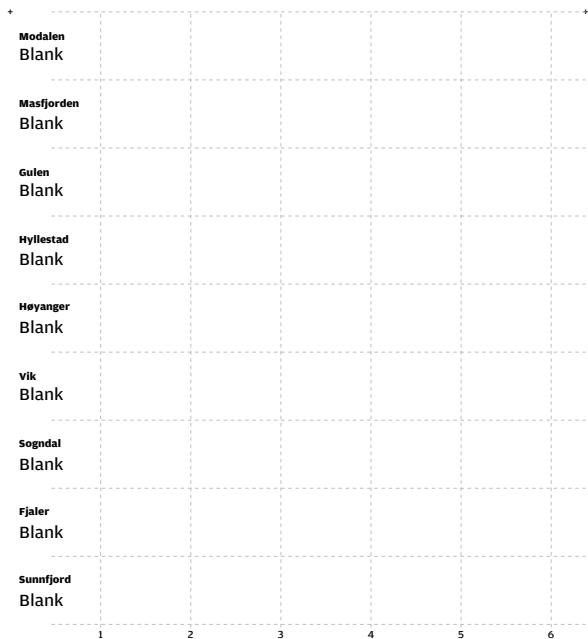 Modalen
Blank
Masfjorden
Blank
Gulen
Blank
Hyllestad
Blank
Høyanger
Blank
Vik
Blank
Sogndal
Blank
Fjaler
Blank
Sunnfjord
Blank
1 2 3 4 5 6